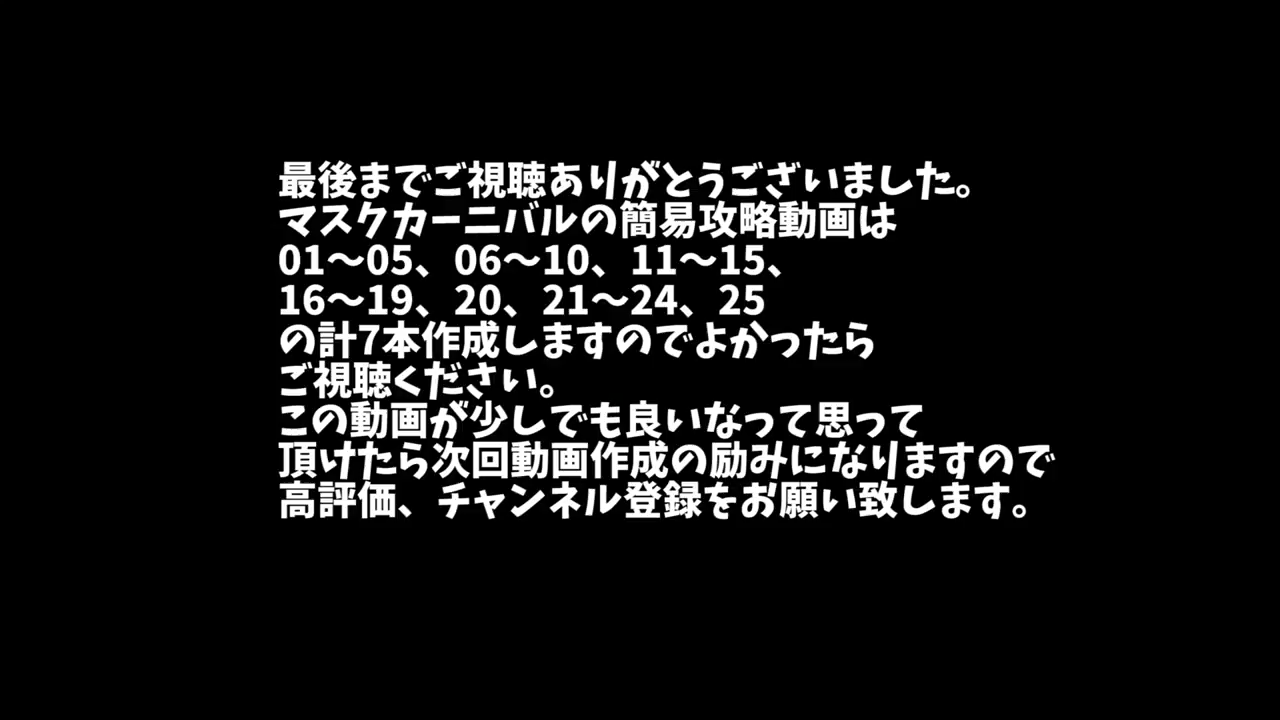 最後までご視聴ありがとうございました。
マスクカーニバルの簡易攻略動画は
01〜05、06〜10、11〜15、
16〜19、20、21〜24、25
の計7本作成しますのでよかったら
ご視聴ください。
この動画が少しでも良いなって思って
頂けたら次回動画作成の励みになりますので
高評価、チャンネル登録をお願い致します。